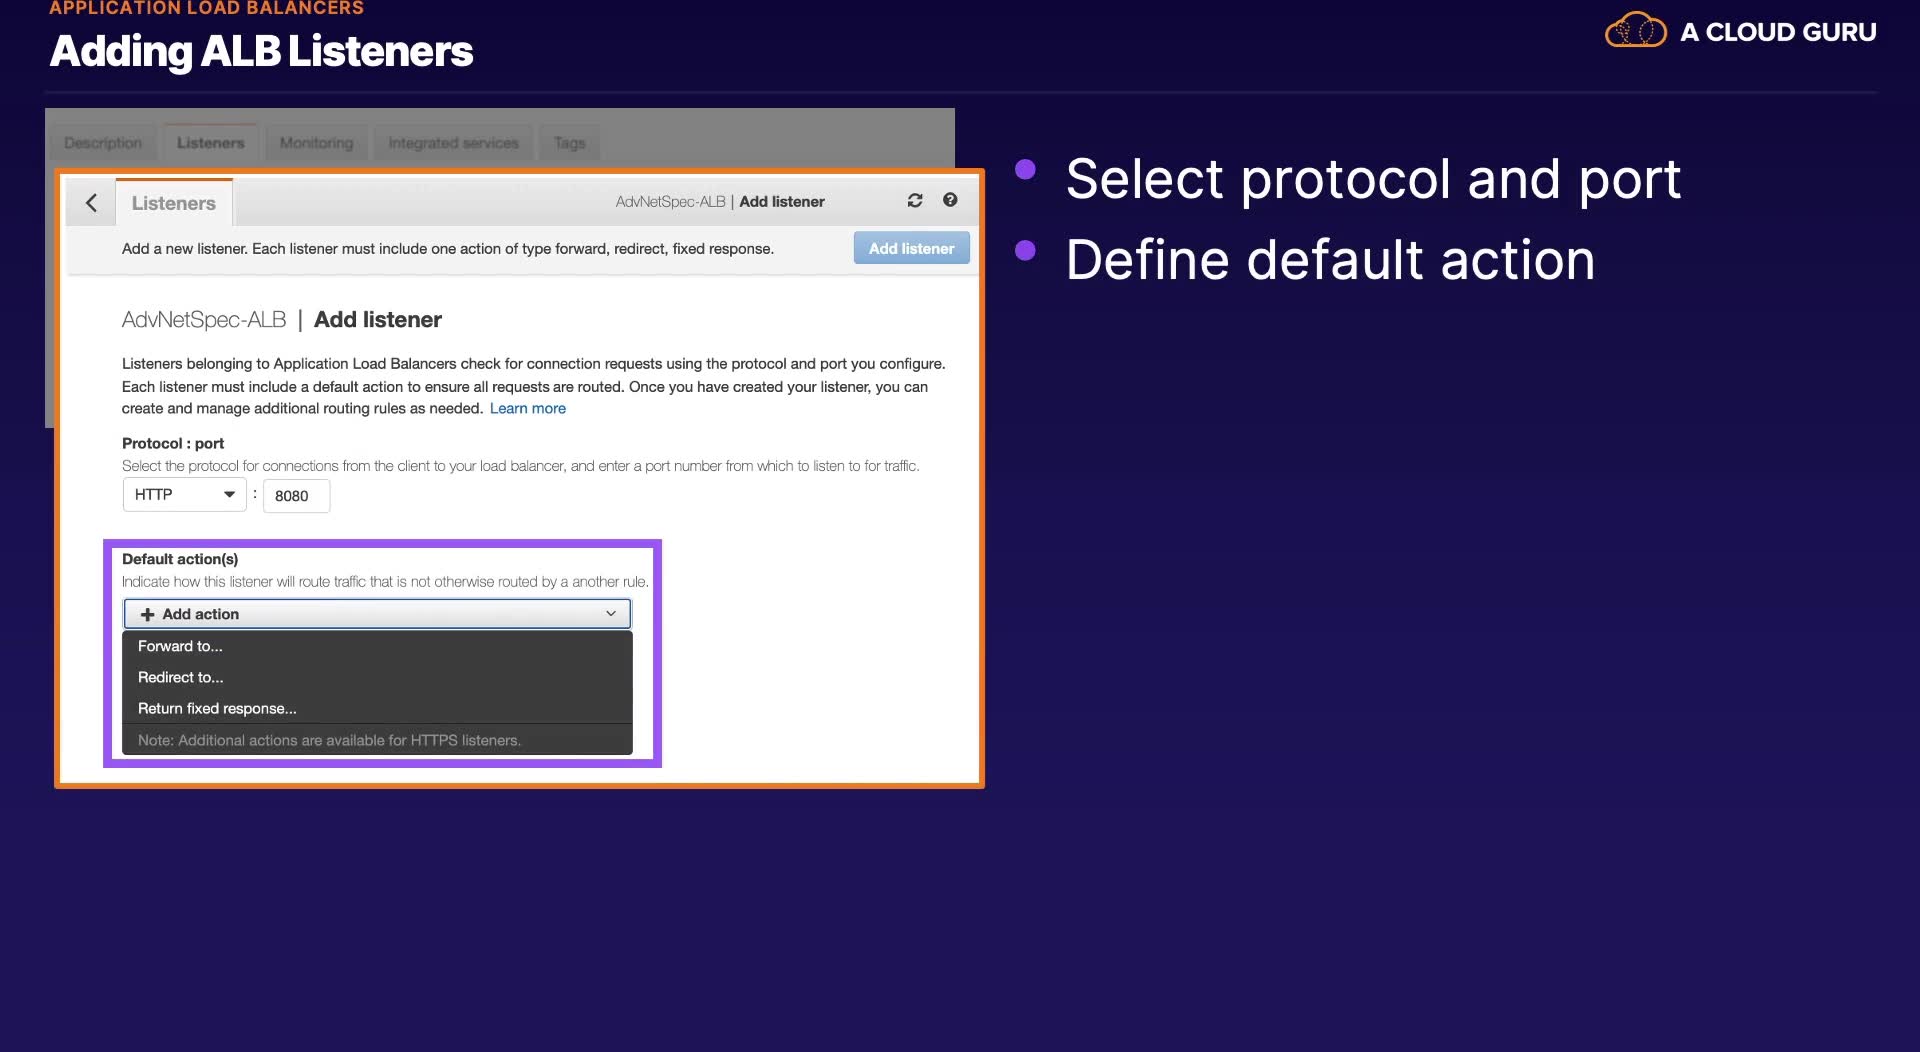 APPLICATION LOAD BALANCERS
Adding ALB Listeners
A CLOUD GURU
Description Listeners Monitoring Integrated services Tags
Listeners
AdvNetSpec-ALB | Add listener
Add a new listener. Each listener must include one action of type forward, redirect, fixed response.
Add listener
AdvNetSpec-ALB | Add listener
Listeners belonging to Application Load Balancers check for connection requests using the protocol and port you configure.
Each listener must include a default action to ensure all requests are routed. Once you have created your listener, you can
create and manage additional routing rules as needed. Learn more
Protocol : port
Select the protocol for connections from the client to your load balancer, and enter a port number from which to listen to for traffic.
HTTP : 8080
Default action(s)
Indicate how this listener will route traffic that is not otherwise routed by a another rule.
Add action
Forward to...
Redirect to...
Return fixed response...
Note: Additional actions are available for HTTPS listeners.
• Select protocol and port
• Define default action